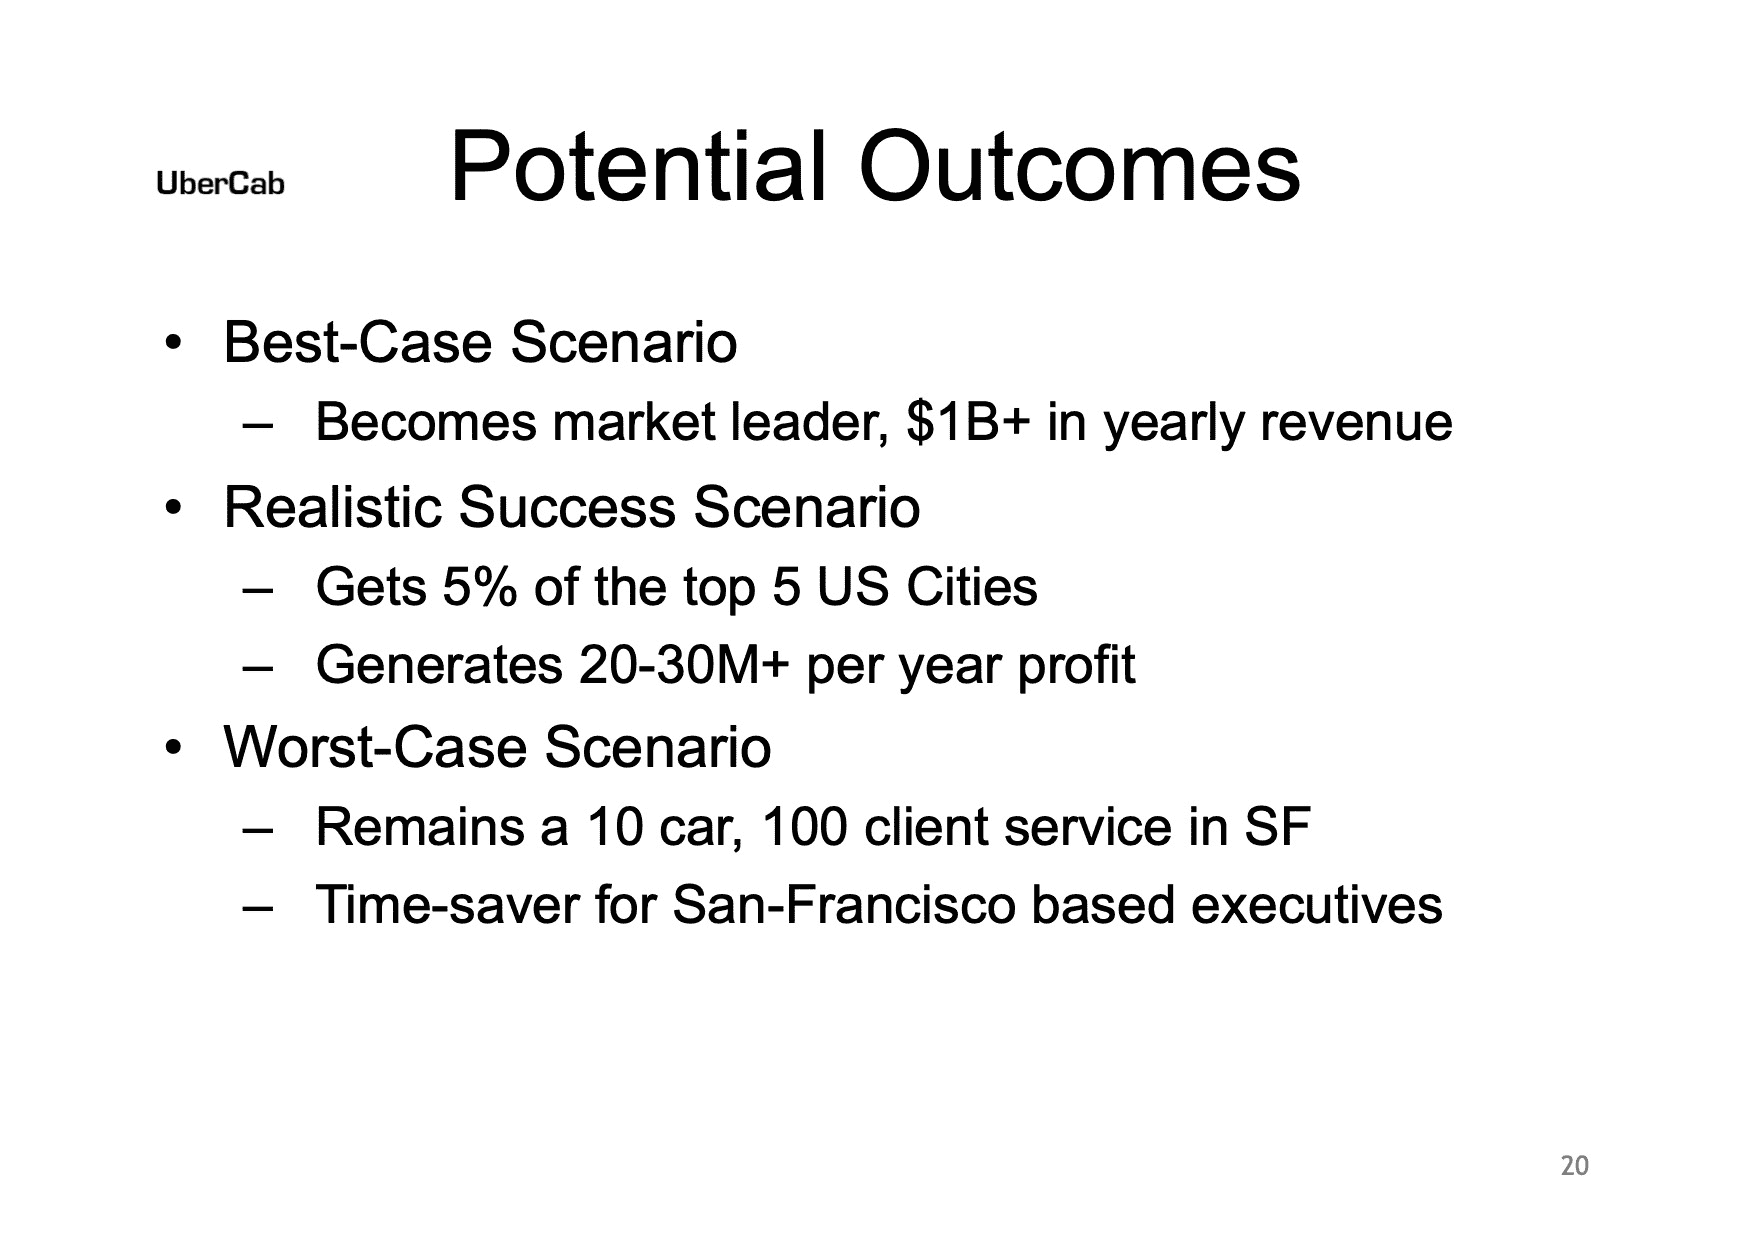 UberCab
Potential Outcomes
• Best-Case Scenario
– Becomes market leader, $1B+ in yearly revenue
• Realistic Success Scenario
– Gets 5% of the top 5 US Cities
– Generates 20-30M+ per year profit
• Worst-Case Scenario
– Remains a 10 car, 100 client service in SF
– Time-saver for San-Francisco based executives
20